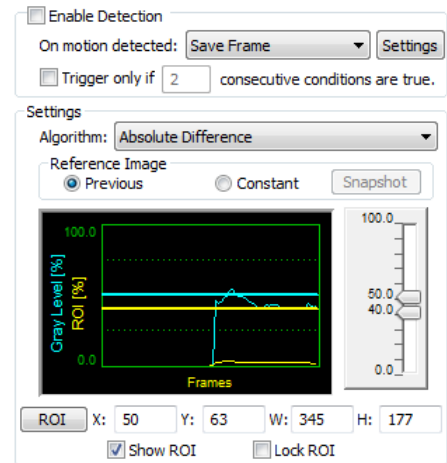 Enable Detection
On motion detected: Save Frame Settings
Trigger only if 2 consecutive conditions are true.
Settings
Algorithm: Absolute Difference
Reference Image
Previous Constant Snapshot
100.0
Gray Level [%]
ROI [%]
0.0
Frames
100.0
50.0
40.0
0.0
ROI X: 50 Y: 63 W: 345 H: 177
Show ROI Lock ROI